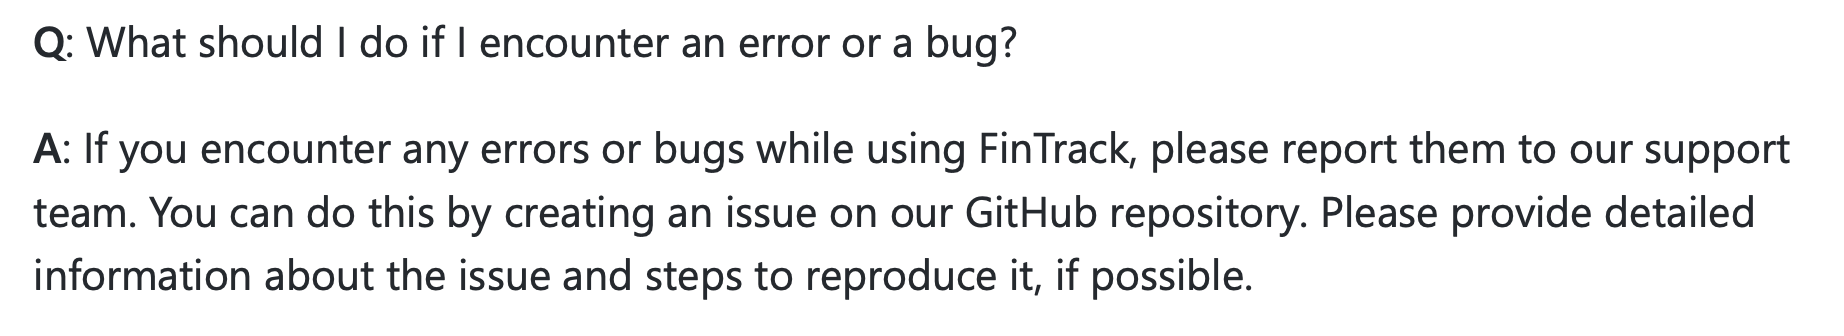 Q: What should I do if I encounter an error or a bug?
A: If you encounter any errors or bugs while using FinTrack, please report them to our support
team. You can do this by creating an issue on our GitHub repository. Please provide detailed
information about the issue and steps to reproduce it, if possible.